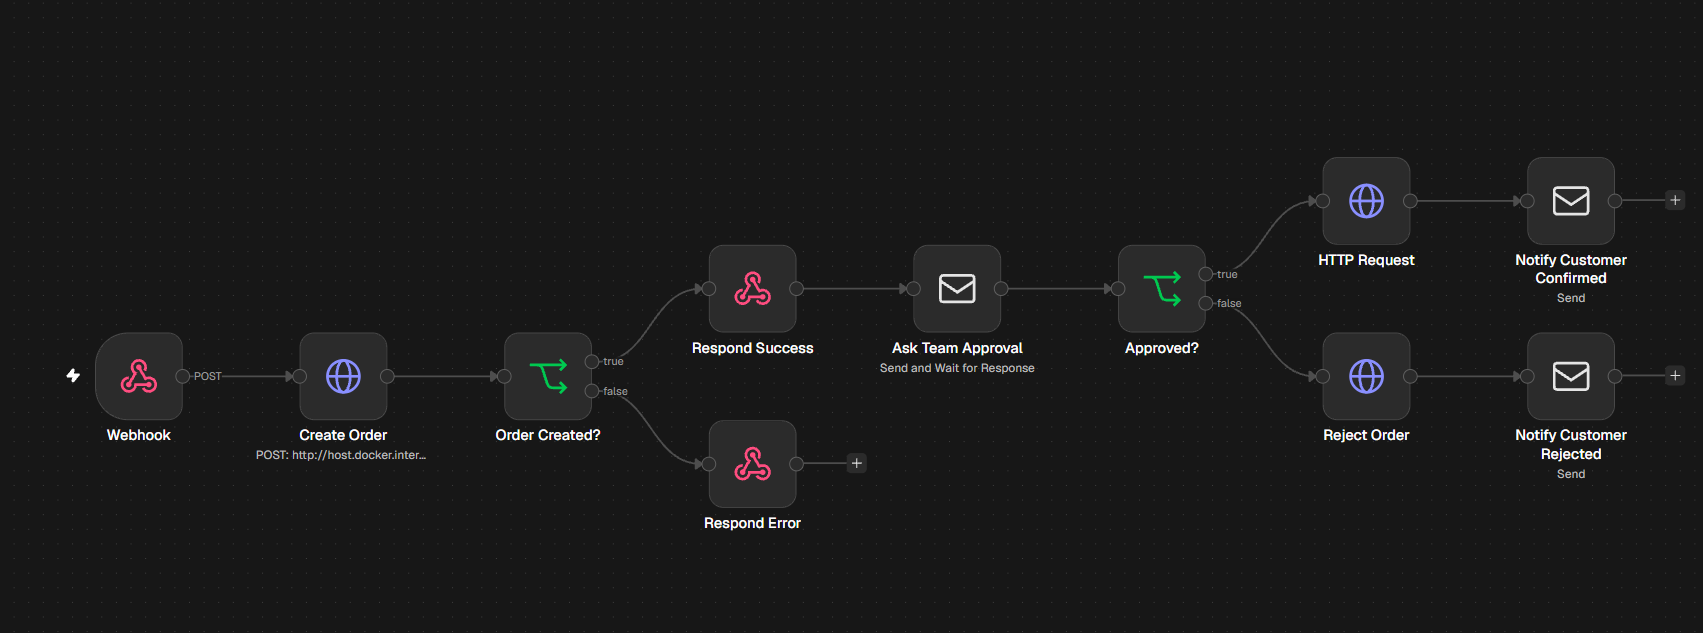 POST
Webhook
Create Order
POST: http://host.docker.inter...
Order Created?
true
false
Respond Success
Respond Error
Ask Team Approval
Send and Wait for Response
Approved?
true
false
HTTP Request
Notify Customer
Confirmed
Send
Reject Order
Notify Customer
Rejected
Send